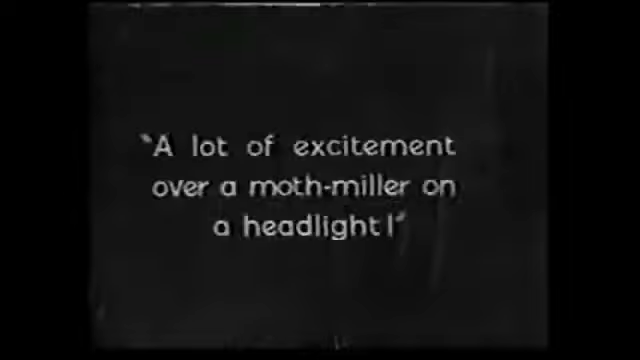 "A lot of excitement
over a moth-miller on
a headlight!"